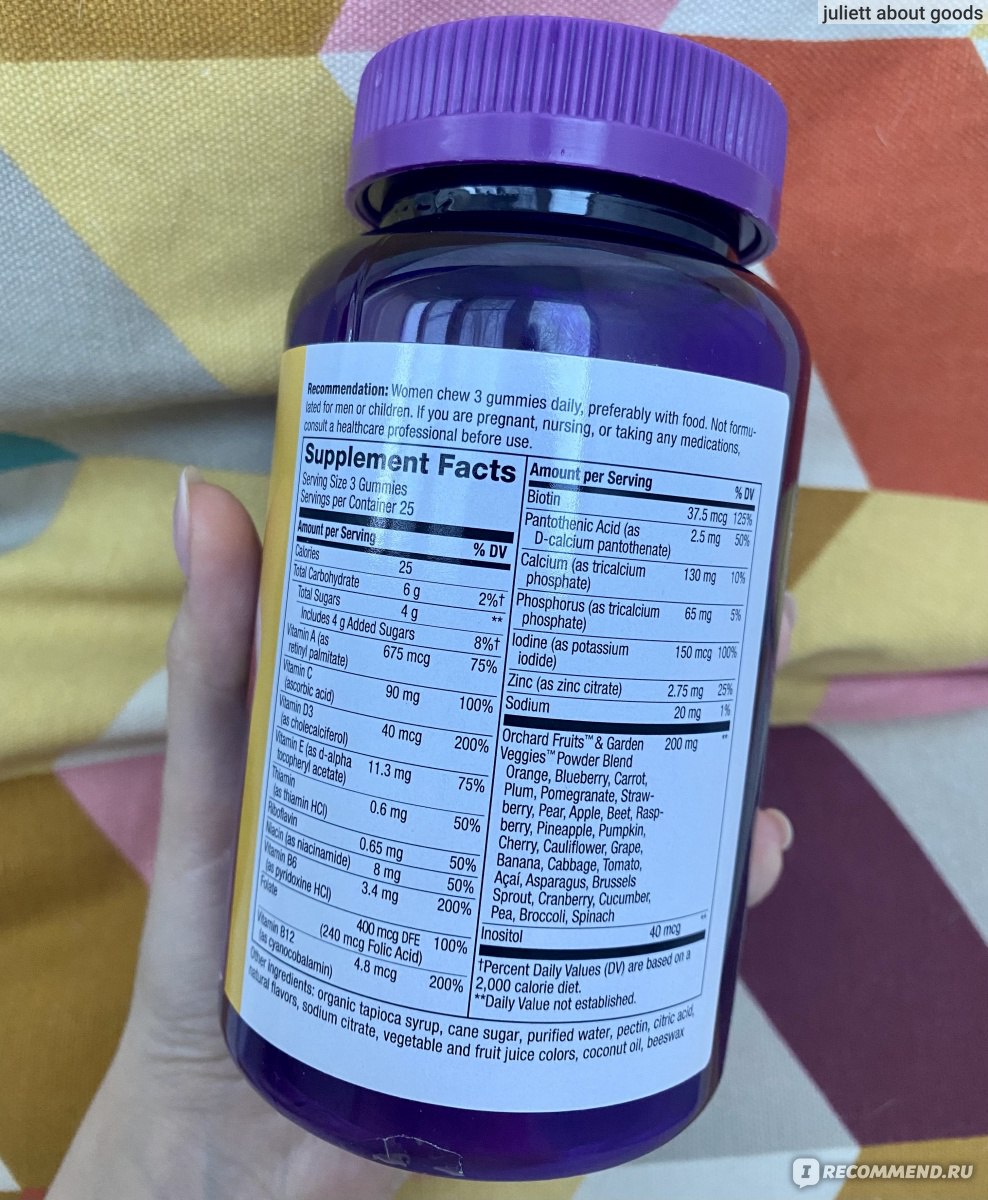 juliett about goods
Recommendation: Women chew 3 gummies daily, preferably with food. Not formu-
lated for men or children. If you are pregnant, nursing, or taking any medications,
consult a healthcare professional before use.
Supplement Facts
Serving Size 3 Gummies
Servings per Container 25
Amount per Serving % DV
Calories 25
Total Carbohydrate 6 g 2%†
Total Sugars 4 g **
Includes 4 g Added Sugars 8%†
Vitamin A (as
retinyl palmitate) 675 mcg 75%
Vitamin C
(ascorbic acid) 90 mg 100%
Vitamin D3
(as cholecalciferol) 40 mcg 200%
Vitamin E (as d-alpha
tocopheryl acetate) 11.3 mg 75%
Thiamin
(as thiamin HCl) 0.6 mg 50%
Riboflavin 0.65 mg 50%
Niacin (as niacinamide) 8 mg 50%
Vitamin B6
(as pyridoxine HCl) 3.4 mg 200%
Folate 400 mcg DFE 100%
(240 mcg Folic Acid)
Vitamin B12
(as cyanocobalamin) 4.8 mcg 200%
Amount per Serving % DV
Biotin 37.5 mcg 125%
Pantothenic Acid (as 2.5 mg 50%
D-calcium pantothenate)
Calcium (as tricalcium 130 mg 10%
phosphate)
Phosphorus (as tricalcium 65 mg 5%
phosphate)
Iodine (as potassium 150 mcg 100%
iodide)
Zinc (as zinc citrate) 2.75 mg 25%
Sodium 20 mg 1%
Orchard Fruits™ & Garden 200 mg **
Veggies™ Powder Blend
Orange, Blueberry, Carrot,
Plum, Pomegranate, Straw-
berry, Pear, Apple, Beet, Rasp-
berry, Pineapple, Pumpkin,
Cherry, Cauliflower, Grape,
Banana, Cabbage, Tomato,
Açaí, Asparagus, Brussels
Sprout, Cranberry, Cucumber,
Pea, Broccoli, Spinach
Inositol 40 mcg **
†Percent Daily Values (DV) are based on a
2,000 calorie diet.
**Daily Value not established.
Other ingredients: organic tapioca syrup, cane sugar, purified water, pectin, citric acid,
natural flavors, sodium citrate, vegetable and fruit juice colors, coconut oil, beeswax
IRECOMMEND.RU